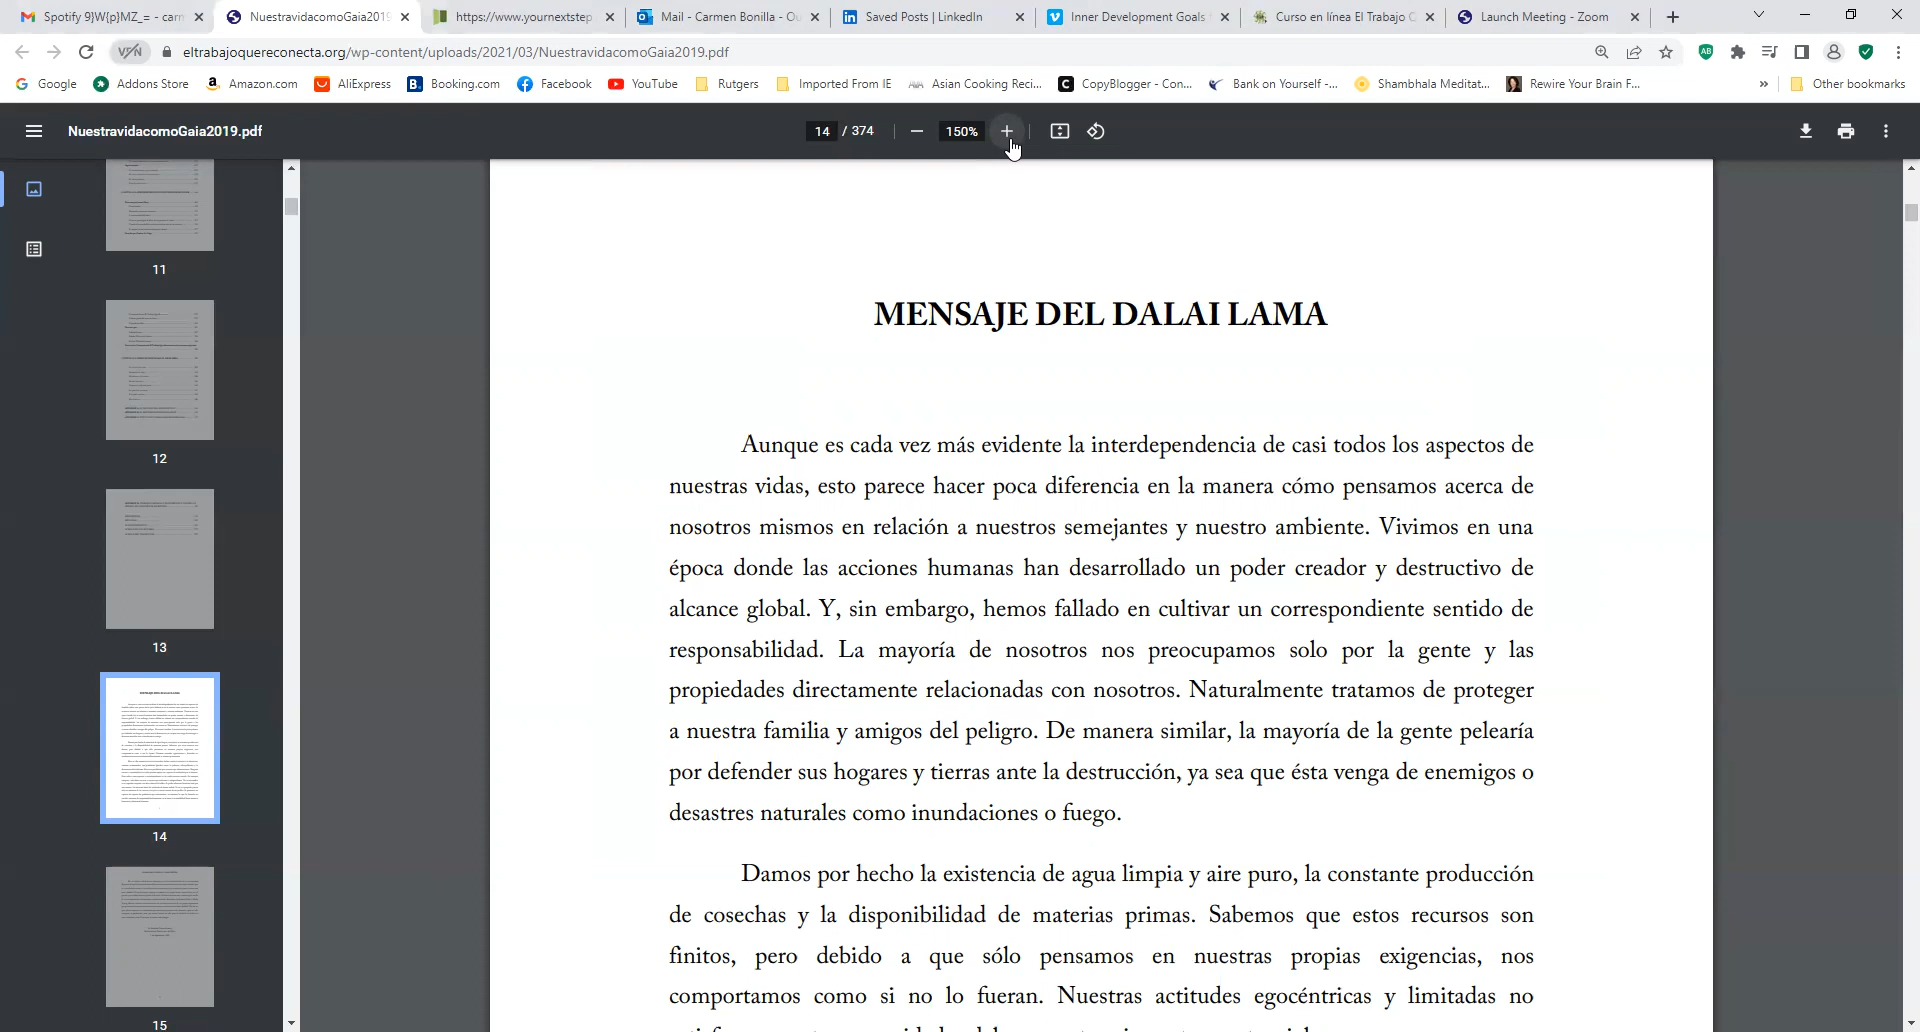 Spotify 9}W{p}MZ_= - carn
NuestravidacomoGaia2019
https://www.yournextstep
Mail - Carmen Bonilla - Ou
Saved Posts | LinkedIn
Inner Development Goals
Curso en línea El Trabajo C
Launch Meeting - Zoom
VPN
eltrabajoquereconecta.org/wp-content/uploads/2021/03/NuestravidacomoGaia2019.pdf
Google
Addons Store
Amazon.com
AliExpress
Booking.com
Facebook
YouTube
Rutgers
Imported From IE
Asian Cooking Reci...
CopyBlogger - Con...
Bank on Yourself -...
Shambhala Meditat...
Rewire Your Brain F...
»
Other bookmarks
NuestravidacomoGaia2019.pdf
14 / 374
150%
11
12
13
14
15
MENSAJE DEL DALAI LAMA
Aunque es cada vez más evidente la interdependencia de casi todos los aspectos de
nuestras vidas, esto parece hacer poca diferencia en la manera cómo pensamos acerca de
nosotros mismos en relación a nuestros semejantes y nuestro ambiente. Vivimos en una
época donde las acciones humanas han desarrollado un poder creador y destructivo de
alcance global. Y, sin embargo, hemos fallado en cultivar un correspondiente sentido de
responsabilidad. La mayoría de nosotros nos preocupamos solo por la gente y las
propiedades directamente relacionadas con nosotros. Naturalmente tratamos de proteger
a nuestra familia y amigos del peligro. De manera similar, la mayoría de la gente pelearía
por defender sus hogares y tierras ante la destrucción, ya sea que ésta venga de enemigos o
desastres naturales como inundaciones o fuego.
Damos por hecho la existencia de agua limpia y aire puro, la constante producción
de cosechas y la disponibilidad de materias primas. Sabemos que estos recursos son
finitos, pero debido a que sólo pensamos en nuestras propias exigencias, nos
comportamos como si no lo fueran. Nuestras actitudes egocéntricas y limitadas no